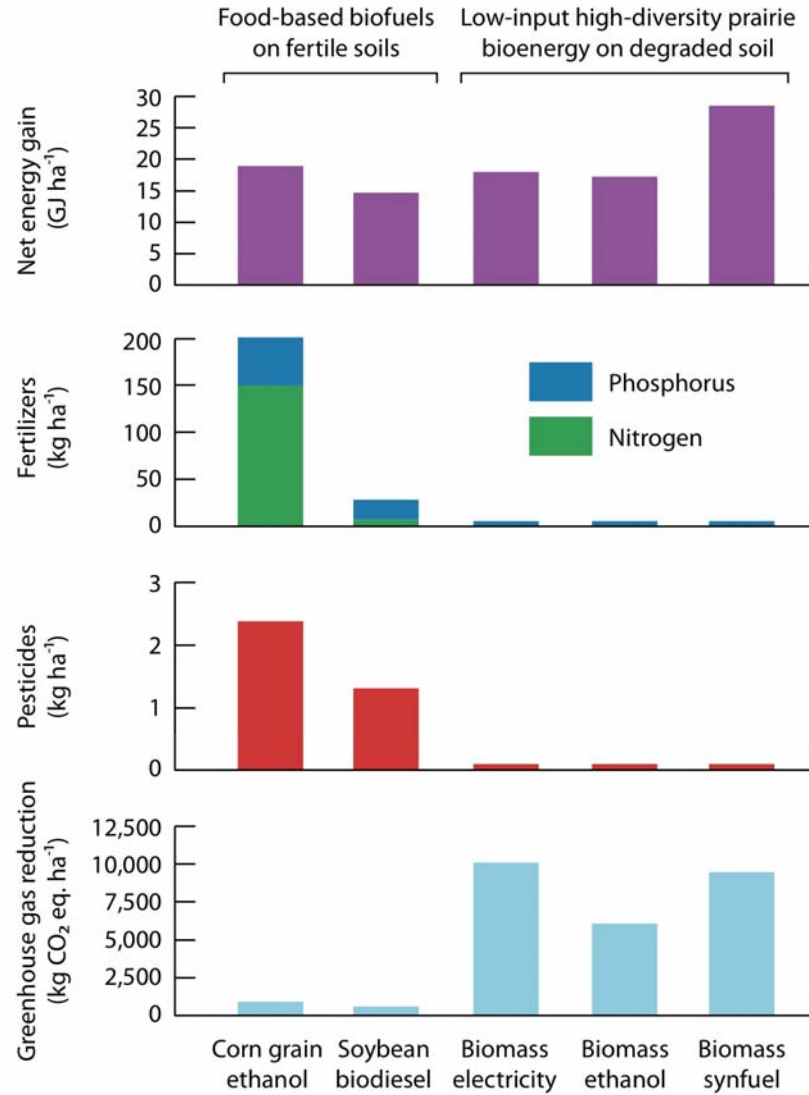 Food-based biofuels
on fertile soils
Low-input high-diversity prairie
bioenergy on degraded soil
Net energy gain
(GJ ha⁻¹)
30
25
20
15
10
5
0
Fertilizers
(kg ha⁻¹)
200
150
100
50
0
Phosphorus
Nitrogen
Pesticides
(kg ha⁻¹)
3
2
1
0
Greenhouse gas reduction
(kg CO₂ eq. ha⁻¹)
12,500
10,000
7,500
5,000
2,500
0
Corn grain
ethanol
Soybean
biodiesel
Biomass
electricity
Biomass
ethanol
Biomass
synfuel